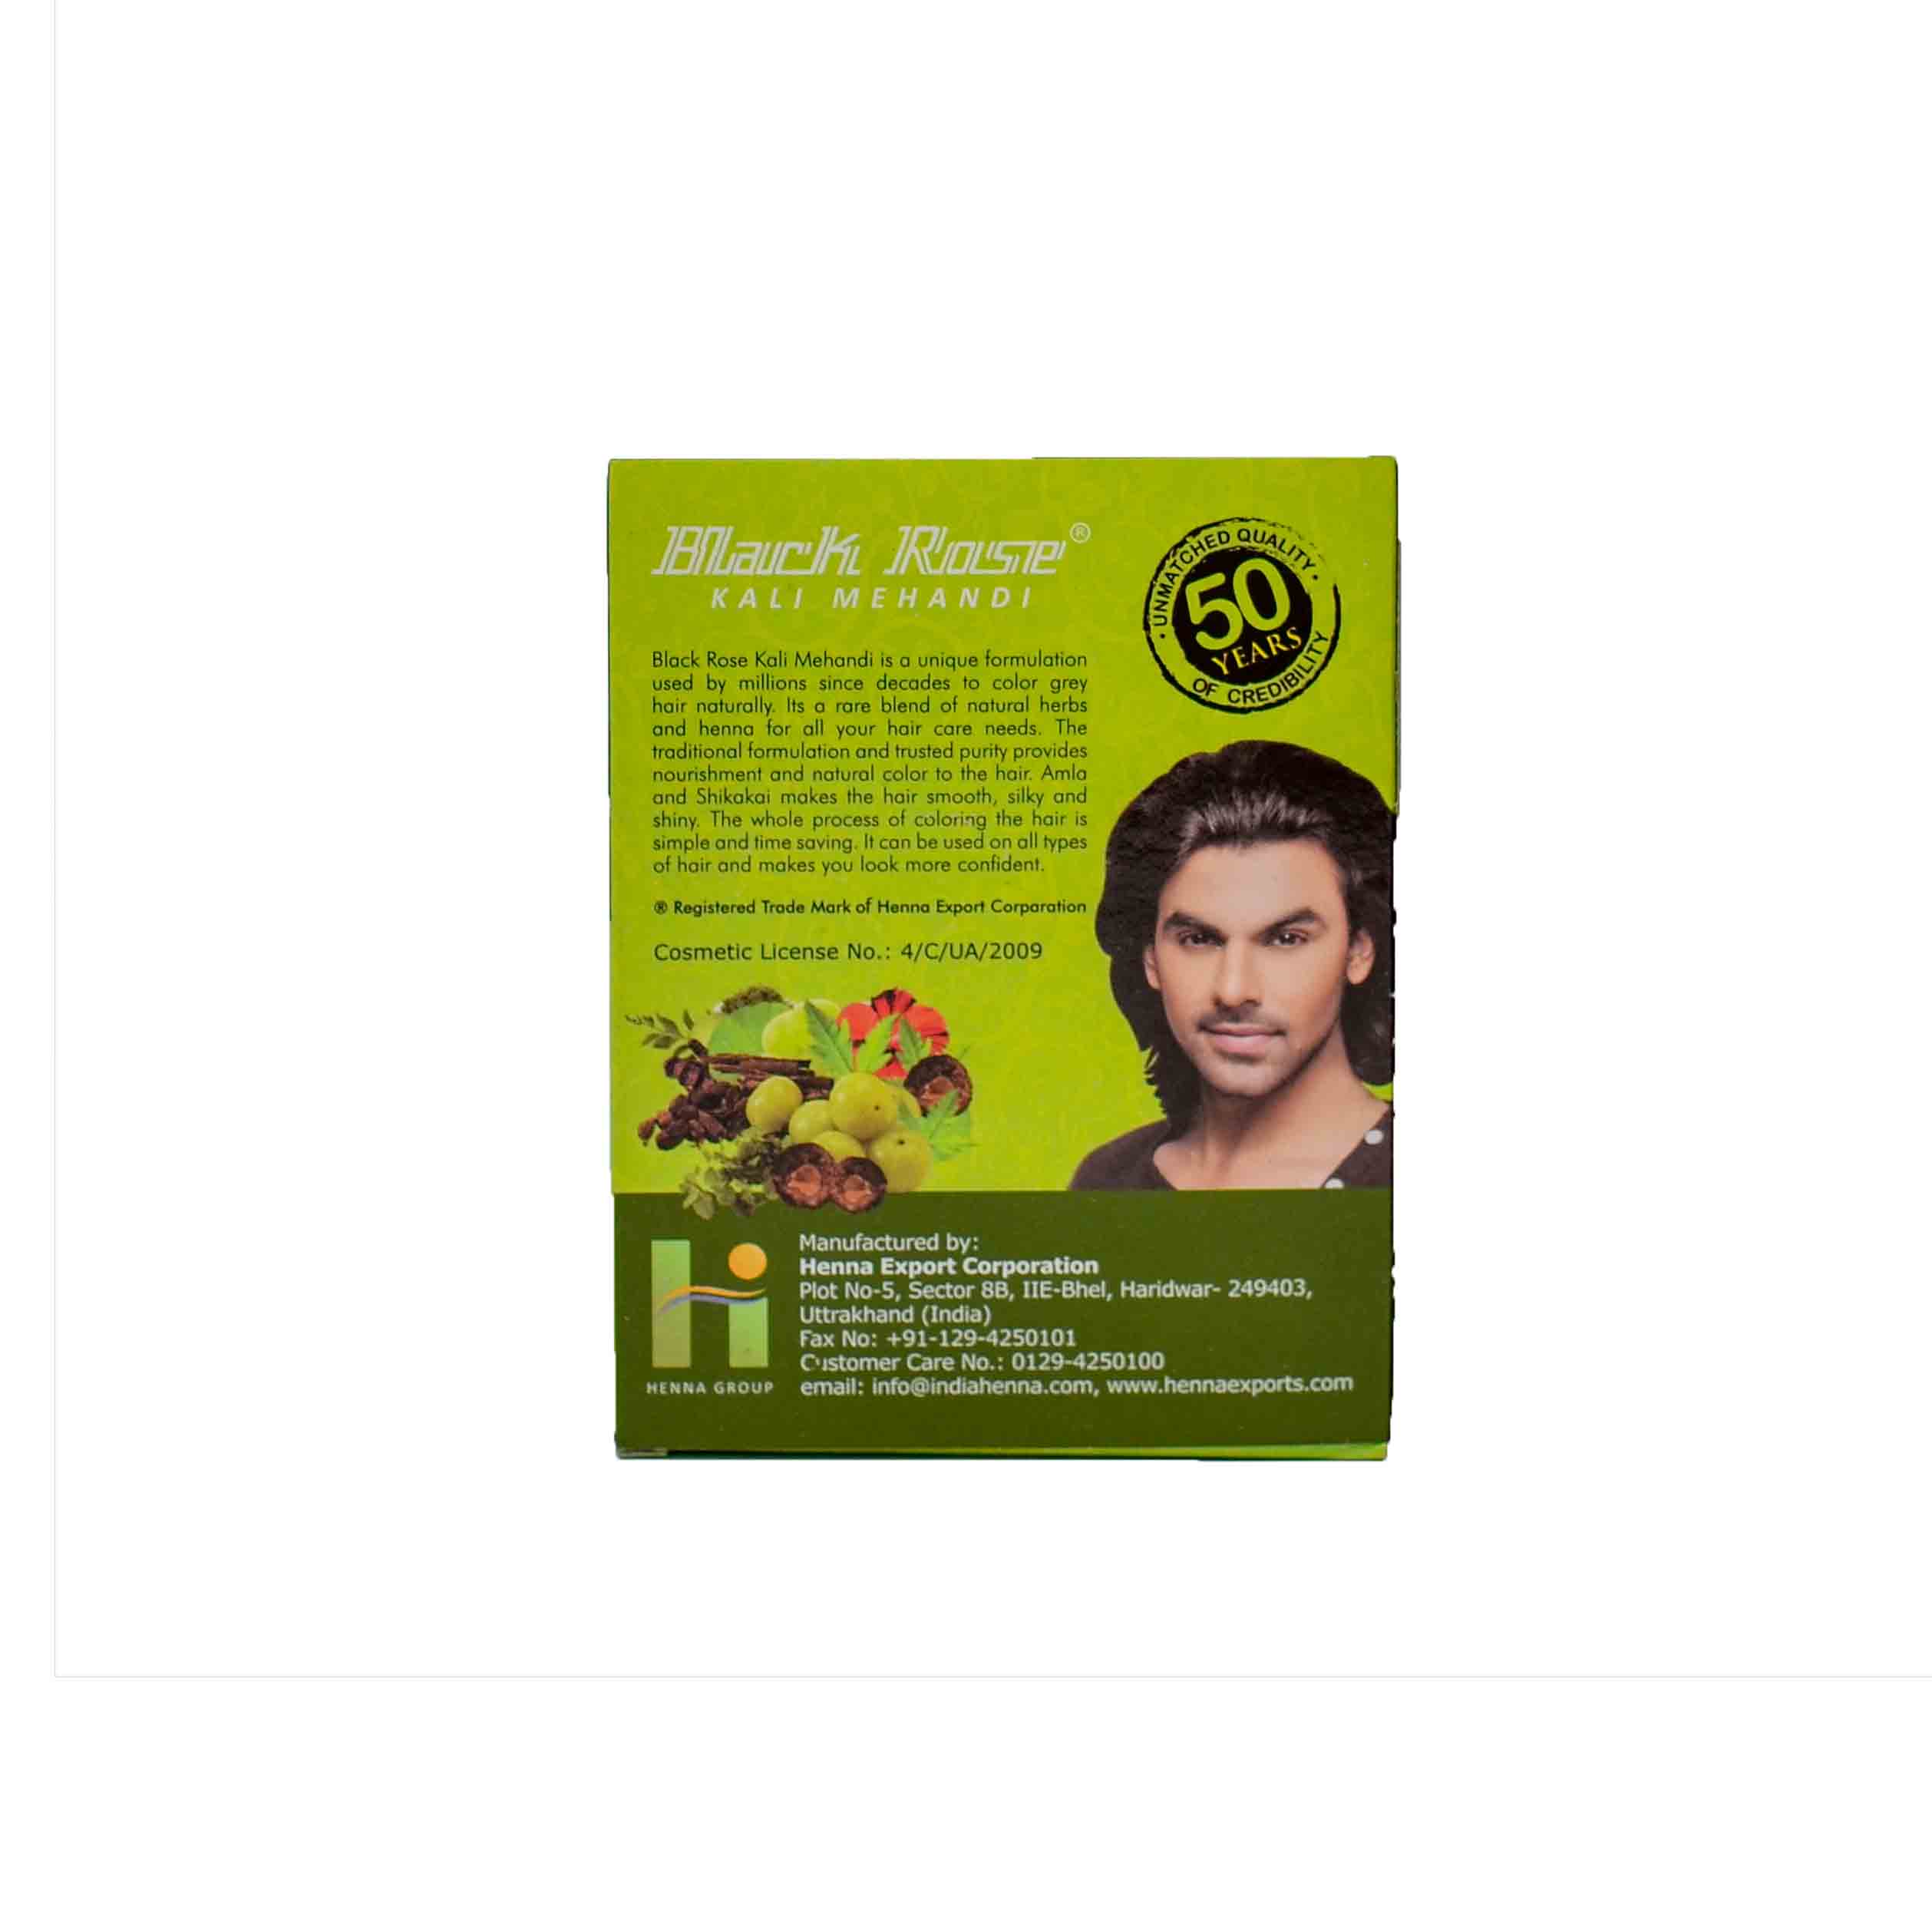 Black Rose®
KALI MEHANDI
• UNMATCHED QUALITY •
50
YEARS
OF CREDIBILITY
Black Rose Kali Mehandi is a unique formulation
used by millions since decades to color grey
hair naturally. Its a rare blend of natural herbs
and henna for all your hair care needs. The
traditional formulation and trusted purity provides
nourishment and natural color to the hair. Amla
and Shikakai makes the hair smooth, silky and
shiny. The whole process of coloring the hair is
simple and time saving. It can be used on all types
of hair and makes you look more confident.
® Registered Trade Mark of Henna Export Corporation
Cosmetic License No.: 4/C/UA/2009
HENNA GROUP
Manufactured by:
Henna Export Corporation
Plot No-5, Sector 8B, IIE-Bhel, Haridwar- 249403,
Uttrakhand (India)
Fax No: +91-129-4250101
Customer Care No.: 0129-4250100
email: info@indiahenna.com, www.hennaexports.com